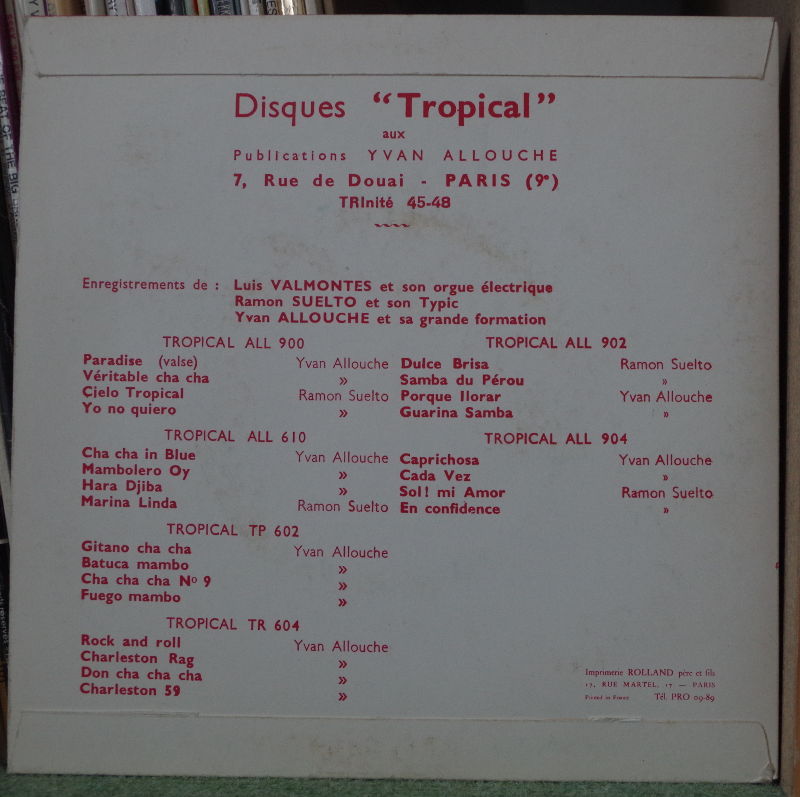 Disques “Tropical”
aux
Publications YVAN ALLOUCHE
7, Rue de Douai - PARIS (9e)
TRInité 45-48
Enregistrements de : Luis VALMONTES et son orgue électrique
Ramon SUELTO et son Typic
Yvan ALLOUCHE et sa grande formation
TROPICAL ALL 900
Paradise (valse) Yvan Allouche
Véritable cha cha »
Cielo Tropical Ramon Suelto
Yo no quiero »
TROPICAL ALL 610
Cha cha in Blue Yvan Allouche
Mambolero Oy »
Hara Djiba »
Marina Linda Ramon Suelto
TROPICAL TP 602
Gitano cha cha Yvan Allouche
Batuca mambo »
Cha cha cha No 9 »
Fuego mambo »
TROPICAL TR 604
Rock and roll Yvan Allouche
Charleston Rag »
Don cha cha cha »
Charleston 59 »
TROPICAL ALL 902
Dulce Brisa Ramon Suelto
Samba du Pérou »
Porque llorar Yvan Allouche
Guarina Samba »
TROPICAL ALL 904
Caprichosa Yvan Allouche
Cada Vez »
Sol! mi Amor Ramon Suelto
En confidence »
Imprimerie ROLLAND père et fils
17, RUE MARTEL, 17 — PARIS
Printed in France Tél. PRO 09-89
BEAT OF THE BIG